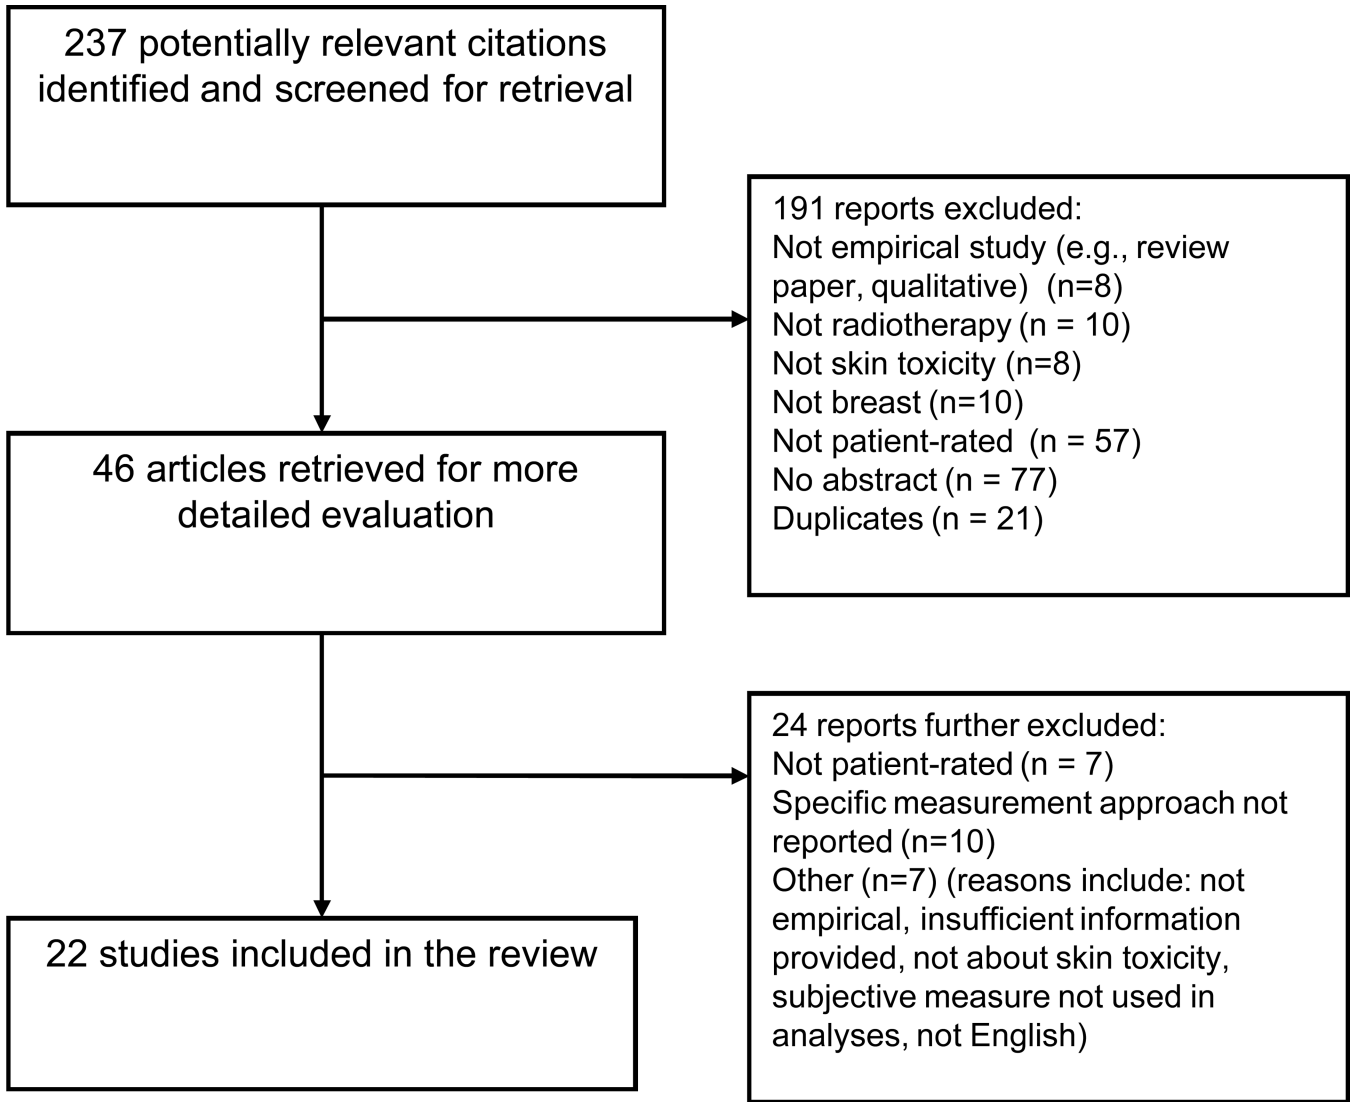 237 potentially relevant citations
identified and screened for retrieval
191 reports excluded:
Not empirical study (e.g., review
paper, qualitative) (n=8)
Not radiotherapy (n = 10)
Not skin toxicity (n=8)
Not breast (n=10)
Not patient-rated (n = 57)
No abstract (n = 77)
Duplicates (n = 21)
46 articles retrieved for more
detailed evaluation
24 reports further excluded:
Not patient-rated (n = 7)
Specific measurement approach not
reported (n=10)
Other (n=7) (reasons include: not
empirical, insufficient information
provided, not about skin toxicity,
subjective measure not used in
analyses, not English)
22 studies included in the review